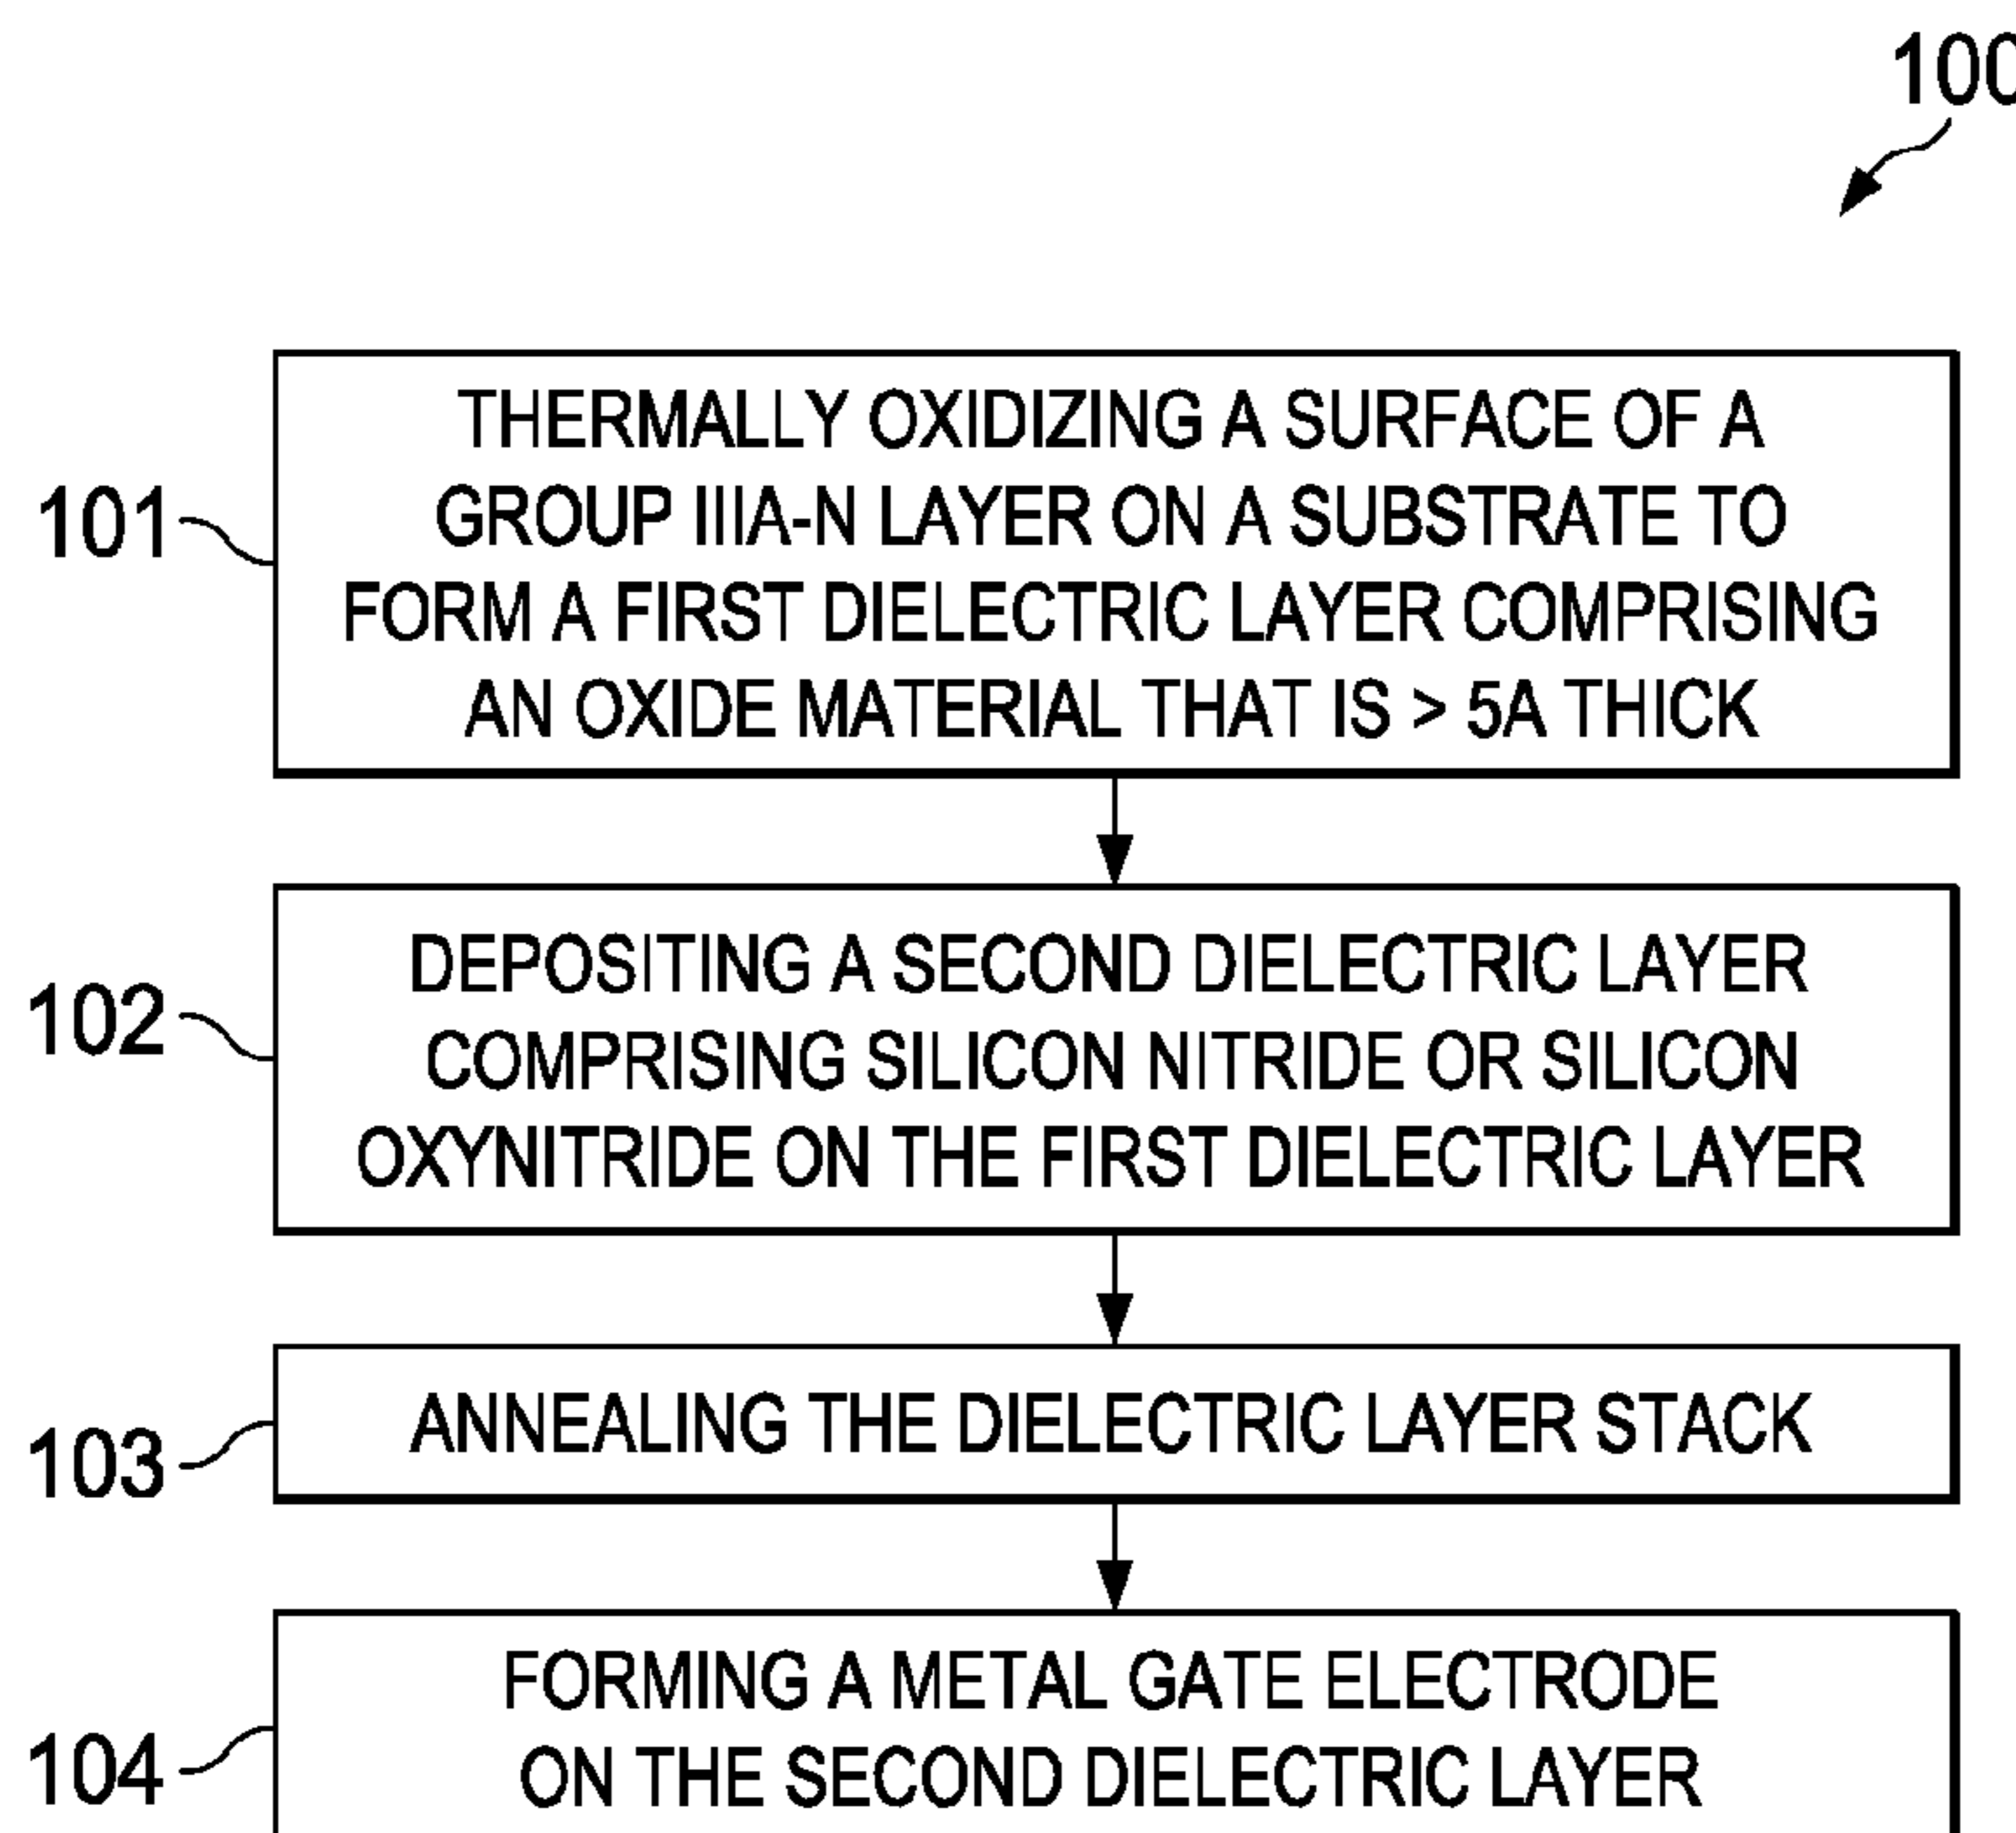 100
101
THERMALLY OXIDIZING A SURFACE OF A
GROUP IIIA-N LAYER ON A SUBSTRATE TO
FORM A FIRST DIELECTRIC LAYER COMPRISING
AN OXIDE MATERIAL THAT IS > 5A THICK
102
DEPOSITING A SECOND DIELECTRIC LAYER
COMPRISING SILICON NITRIDE OR SILICON
OXYNITRIDE ON THE FIRST DIELECTRIC LAYER
103
ANNEALING THE DIELECTRIC LAYER STACK
104
FORMING A METAL GATE ELECTRODE
ON THE SECOND DIELECTRIC LAYER